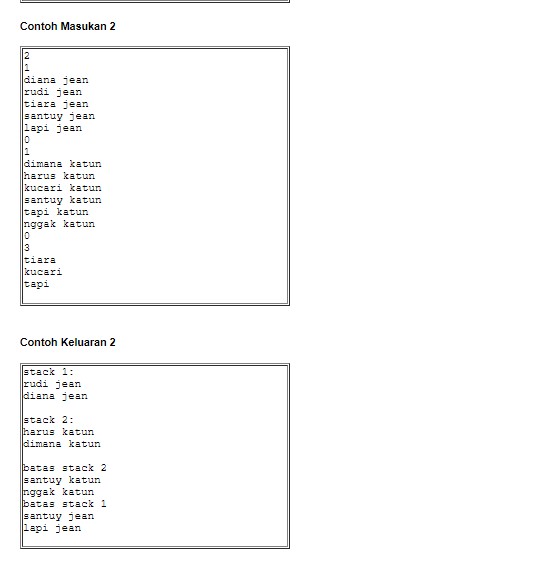 Contoh Masukan 2
2
1
diana jean
rudi jean
tiara jean
santuy jean
lapi jean
0
1
dimana katun
harus katun
kucari katun
santuy katun
tapi katun
nggak katun
0
3
tiara
kucari
tapi
Contoh Keluaran 2
stack 1:
rudi jean
diana jean
stack 2:
harus katun
dimana katun
batas stack 2
santuy katun
nggak katun
batas stack 1
santuy jean
lapi jean